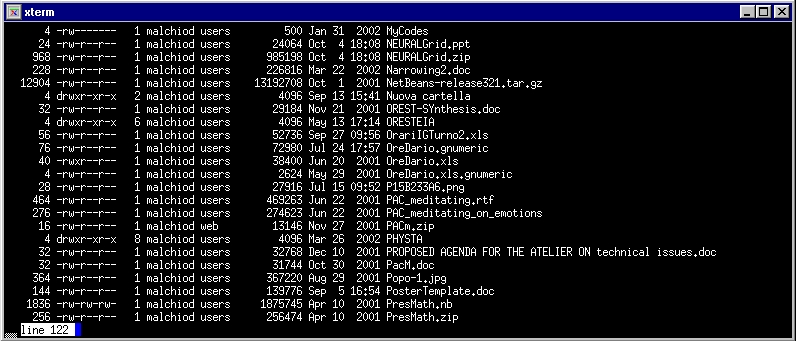 xterm
4 -rw------- 1 malchiod users 500 Jan 31 2002 MyCodes
24 -rw-r--r-- 1 malchiod users 24064 Oct 4 18:08 NEURALGrid.ppt
968 -rw-r--r-- 1 malchiod users 985198 Oct 4 18:08 NEURALGrid.zip
228 -rw-r--r-- 1 malchiod users 226816 Mar 22 2002 Narrowing2.doc
12904 -rw-r--r-- 1 malchiod users 13192708 Oct 1 2001 NetBeans-release321.tar.gz
4 drwxr-xr-x 2 malchiod users 4096 Sep 13 15:41 Nuova cartella
32 -rw-r--r-- 1 malchiod users 29184 Nov 21 2001 OREST-SYnthesis.doc
4 drwxr-xr-x 6 malchiod users 4096 May 13 17:14 ORESTEIA
56 -rw-r--r-- 1 malchiod users 52736 Sep 27 09:56 OrariIGTurno2.xls
76 -rw-r--r-- 1 malchiod users 72980 Jul 24 17:57 OreDario.gnumeric
40 -rwxr--r-- 1 malchiod users 38400 Jun 20 2001 OreDario.xls
4 -rw-r--r-- 1 malchiod users 2624 May 29 2001 OreDario.xls.gnumeric
28 -rw-r--r-- 1 malchiod users 27916 Jul 15 09:52 P15B233A6.png
464 -rw-r--r-- 1 malchiod users 469263 Jun 22 2001 PAC_meditating.rtf
276 -rw-r--r-- 1 malchiod users 274623 Jun 22 2001 PAC_meditating_on_emotions
16 -rw-r--r-- 1 malchiod web 13146 Nov 27 2001 PACm.zip
4 drwxr-xr-x 8 malchiod users 4096 Mar 26 2002 PHYSTA
32 -rw-r--r-- 1 malchiod users 32768 Dec 10 2001 PROPOSED AGENDA FOR THE ATELIER ON technical issues.doc
32 -rw-r--r-- 1 malchiod users 31744 Oct 30 2001 PacM.doc
364 -rw-r--r-- 1 malchiod users 367220 Aug 29 2001 Popo-1.jpg
144 -rw-r--r-- 1 malchiod users 139776 Sep 5 16:54 PosterTemplate.doc
1836 -rw-rw-rw- 1 malchiod users 1875745 Apr 10 2001 PresMath.nb
256 -rw-r--r-- 1 malchiod users 256474 Apr 10 2001 PresMath.zip
line 122